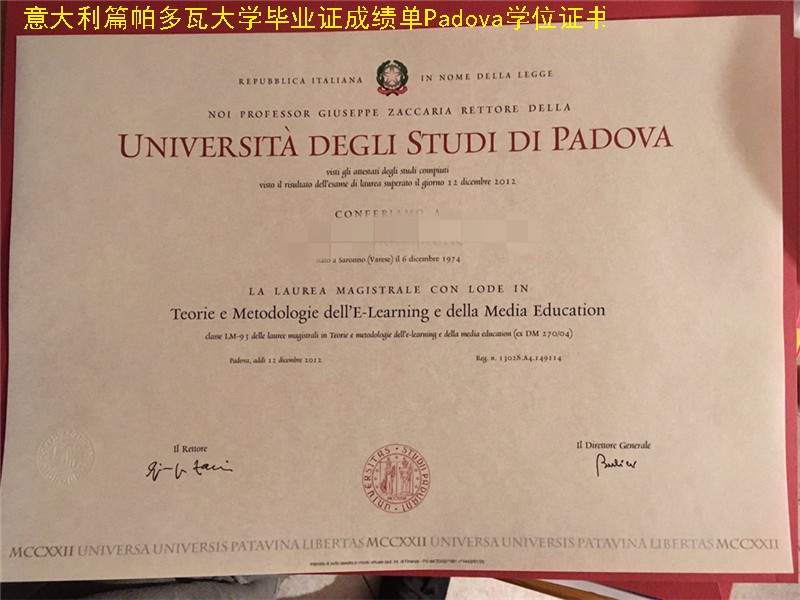 意大利篇帕多瓦大学毕业证成绩单Padova学位证书
REPUBBLICA ITALIANA IN NOME DELLA LEGGE
NOI PROFESSOR GIUSEPPE ZACCARIA RETTORE DELLA
UNIVERSITÀ DEGLI STUDI DI PADOVA
visti gli attestati degli studi compiuti
visto il risultato dell'esame di laurea superato il giorno 12 dicembre 2012
CONFERIAMO A
nato a Saronno (Varese) il 6 dicembre 1974
LA LAUREA MAGISTRALE CON LODE IN
Teorie e Metodologie dell'E-Learning e della Media Education
classe LM-93 delle lauree magistrali in Teorie e metodologie dell'e-learning e della media education (ex DM 270/04)
Padova, addì 12 dicembre 2012 Reg. n. 13028.A4.149114
Il Rettore Il Direttore Generale
UNIVERSITAS STUDII PADUANI
MCCXXII UNIVERSA UNIVERSIS PATAVINA LIBERTAS MCCXXII UNIVERSA UNIVERSIS PATAVINA LIBERTAS MCCXXII